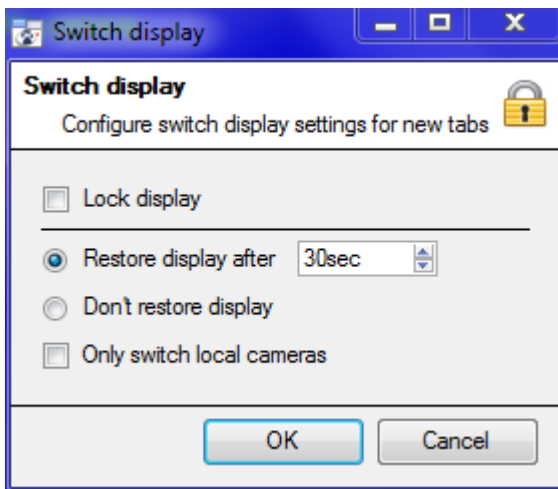 Switch display
Switch display
Configure switch display settings for new tabs
Lock display
Restore display after 30sec
Don't restore display
Only switch local cameras
OK Cancel